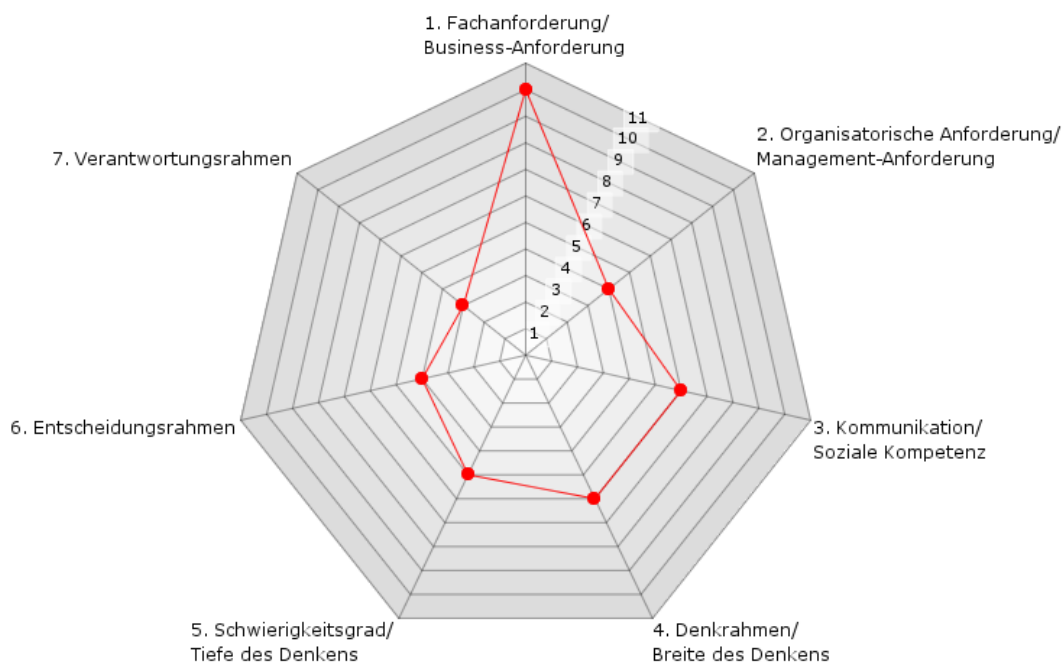 1. Fachanforderung/
Business-Anforderung
11
10
9
8
7
6
5
4
3
2
1
2. Organisatorische Anforderung/
Management-Anforderung
7. Verantwortungsrahmen
3. Kommunikation/
Soziale Kompetenz
6. Entscheidungsrahmen
5. Schwierigkeitsgrad/
Tiefe des Denkens
4. Denkrahmen/
Breite des Denkens